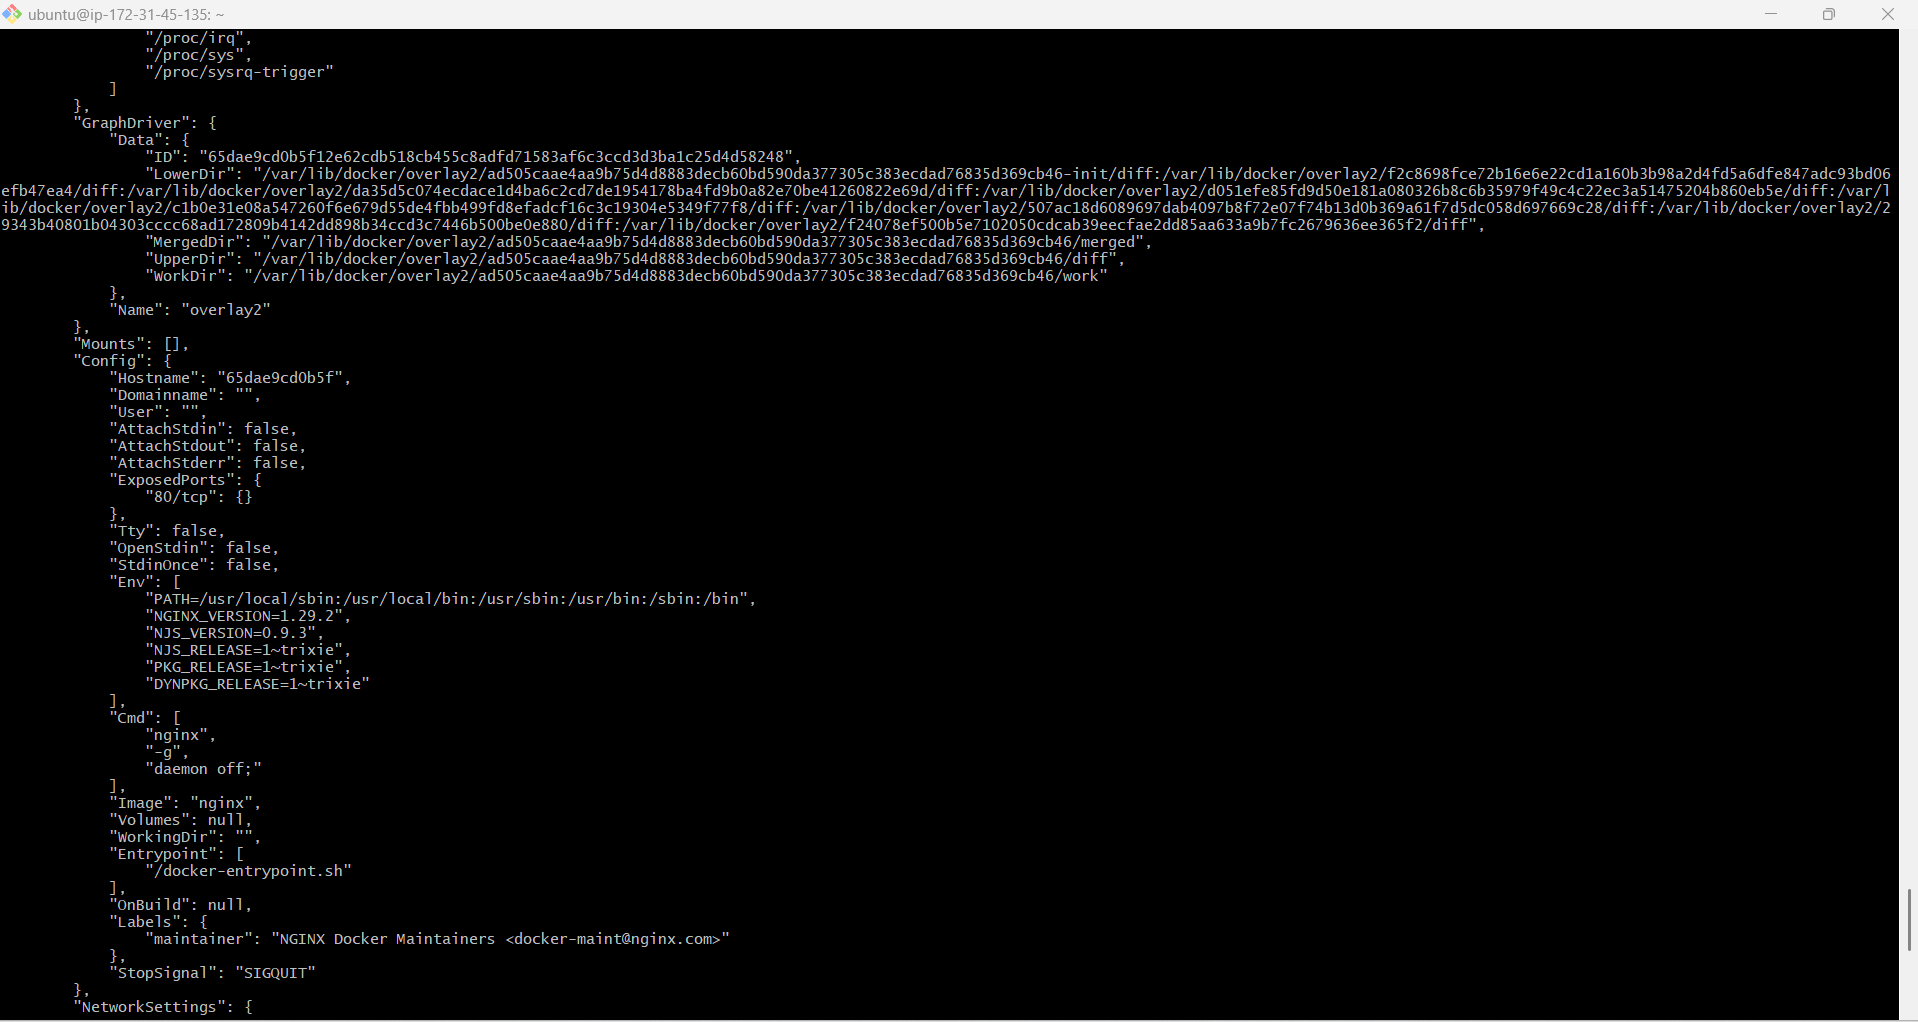 ubuntu@ip-172-31-45-135: ~
"/proc/irq",
"/proc/sys",
"/proc/sysrq-trigger"
]
},
"GraphDriver": {
"Data": {
"ID": "65dae9cd0b5f12e62cdb518cb455c8adfd71583af6c3ccd3d3ba1c25d4d58248",
"LowerDir": "/var/lib/docker/overlay2/ad505caae4aa9b75d4d8883decb60bd590da377305c383ecdad76835d369cb46-init/diff:/var/lib/docker/overlay2/f2c8698fce72b16e6e22cd1a160b3b98a2d4fd5a6dfe847adc93bd06
efb47ea4/diff:/var/lib/docker/overlay2/da35d5c074ecdace1d4ba6c2cd7de1954178ba4fd9b0a82e70be41260822e69d/diff:/var/lib/docker/overlay2/d051efe85fd9d50e181a080326b8c6b35979f49c4c22ec3a51475204b860eb5e/diff:/var/l
ib/docker/overlay2/c1b0e31e08a547260f6e679d55de4fbb499fd8efadcf16c3c19304e5349f77f8/diff:/var/lib/docker/overlay2/507ac18d6089697dab4097b8f72e07f74b13d0b369a61f7d5dc058d697669c28/diff:/var/lib/docker/overlay2/2
9343b40801b04303cccc68ad172809b4142dd898b34ccd3c7446b500be0e880/diff:/var/lib/docker/overlay2/f24078ef500b5e7102050cdcab39eecfae2dd85aa633a9b7fc2679636ee365f2/diff",
"MergedDir": "/var/lib/docker/overlay2/ad505caae4aa9b75d4d8883decb60bd590da377305c383ecdad76835d369cb46/merged",
"UpperDir": "/var/lib/docker/overlay2/ad505caae4aa9b75d4d8883decb60bd590da377305c383ecdad76835d369cb46/diff",
"WorkDir": "/var/lib/docker/overlay2/ad505caae4aa9b75d4d8883decb60bd590da377305c383ecdad76835d369cb46/work"
},
"Name": "overlay2"
},
"Mounts": [],
"Config": {
"Hostname": "65dae9cd0b5f",
"Domainname": "",
"User": "",
"AttachStdin": false,
"AttachStdout": false,
"AttachStderr": false,
"ExposedPorts": {
"80/tcp": {}
},
"Tty": false,
"OpenStdin": false,
"StdinOnce": false,
"Env": [
"PATH=/usr/local/sbin:/usr/local/bin:/usr/sbin:/usr/bin:/sbin:/bin",
"NGINX_VERSION=1.29.2",
"NJS_VERSION=0.9.3",
"NJS_RELEASE=1~trixie",
"PKG_RELEASE=1~trixie",
"DYNPKG_RELEASE=1~trixie"
],
"Cmd": [
"nginx",
"-g",
"daemon off;"
],
"Image": "nginx",
"Volumes": null,
"WorkingDir": "",
"Entrypoint": [
"/docker-entrypoint.sh"
],
"OnBuild": null,
"Labels": {
"maintainer": "NGINX Docker Maintainers <docker-maint@nginx.com>"
},
"StopSignal": "SIGQUIT"
},
"NetworkSettings": {